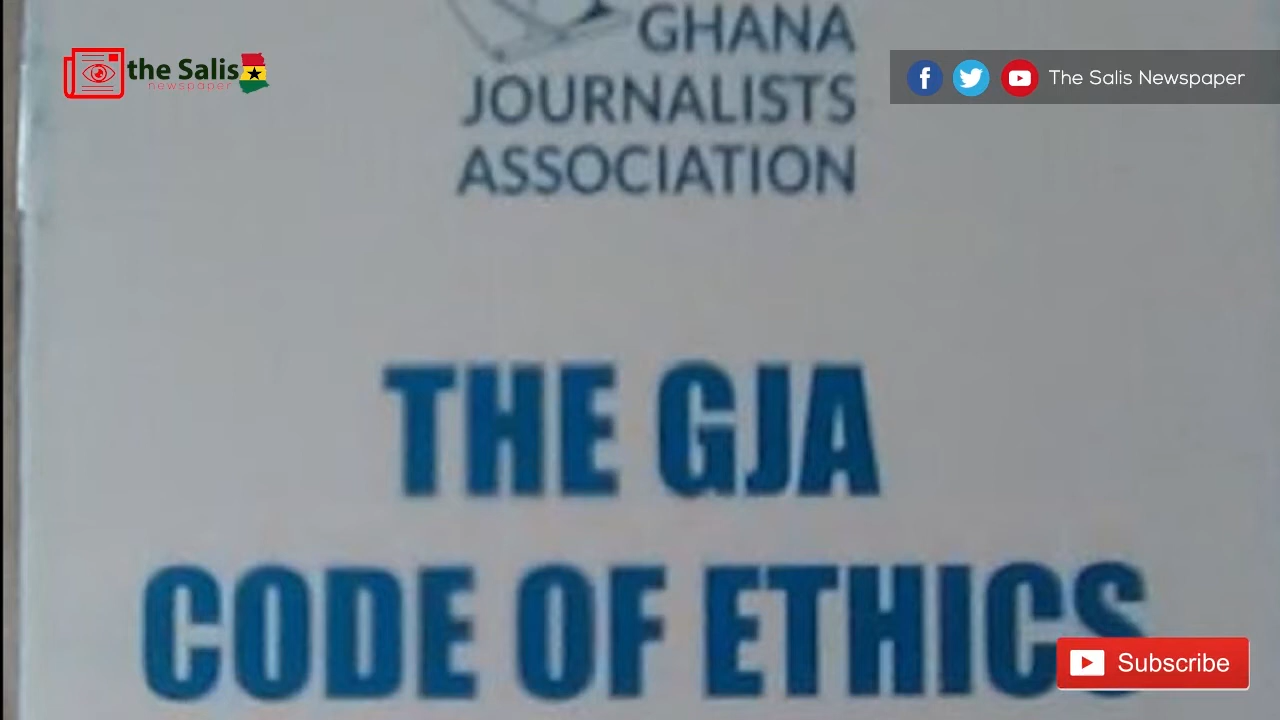 GHANA
JOURNALISTS
ASSOCIATION
the Salis
newspaper
The Salis Newspaper
THE GJA
CODE OF ETHICS
Subscribe